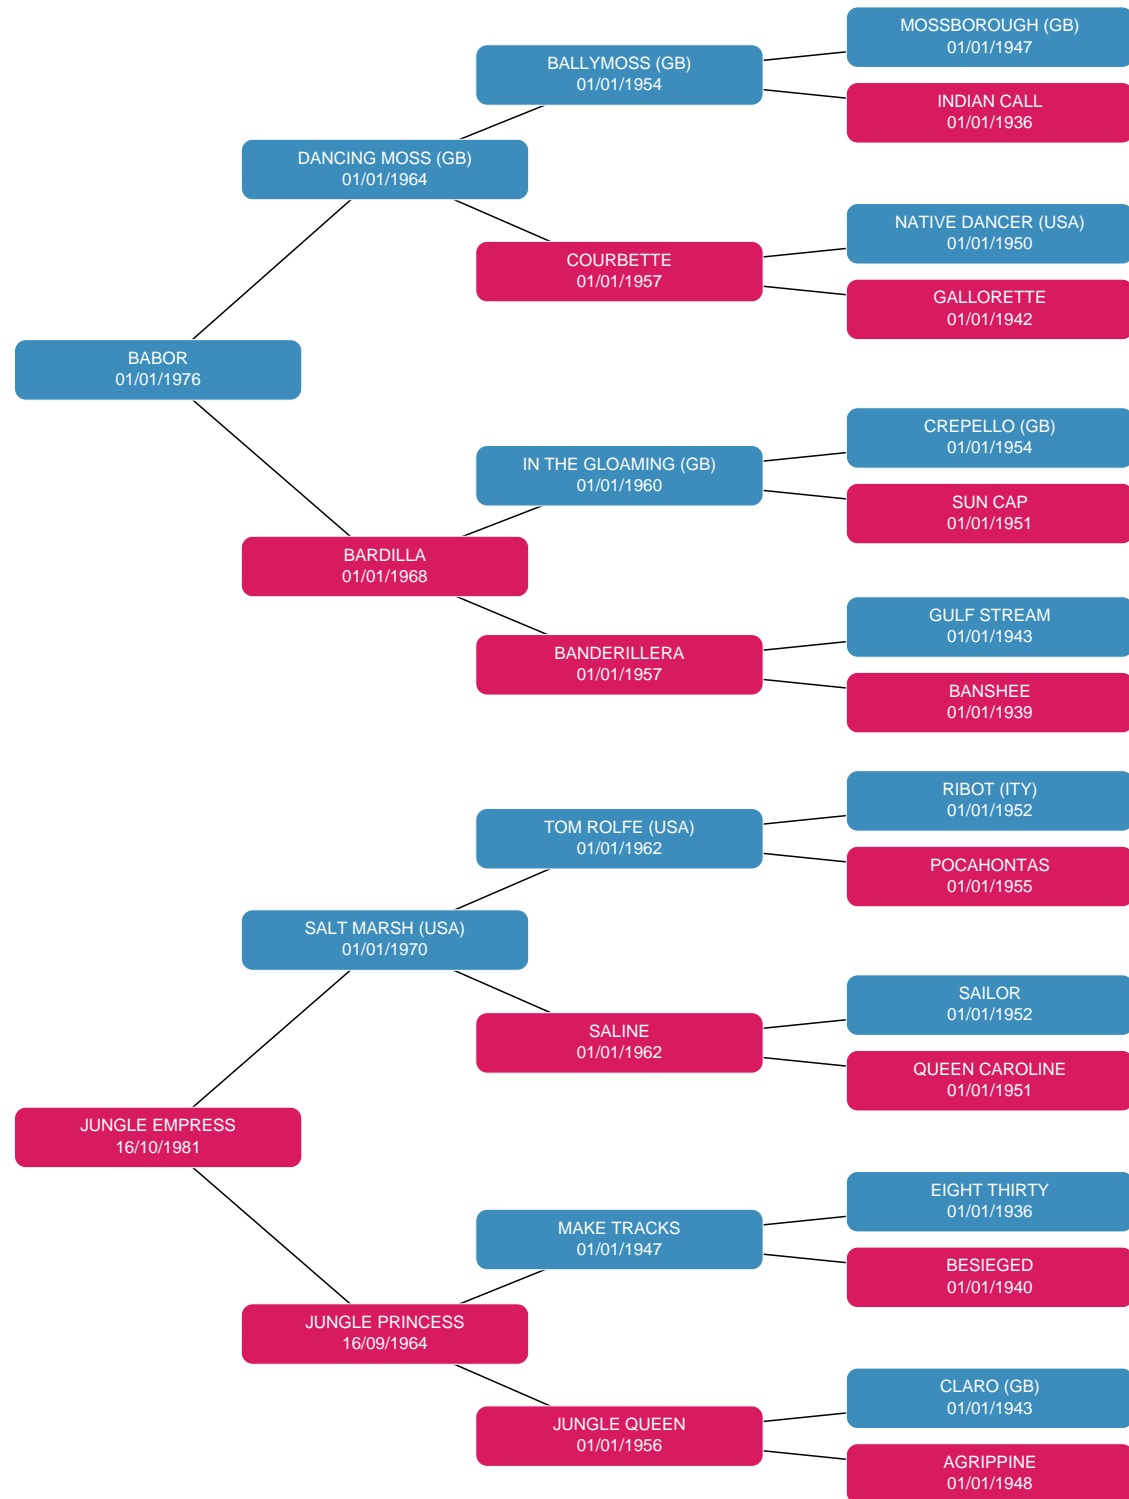 MOSSBOROUGH (GB)
01/01/1947
BALLYMOSS (GB)
01/01/1954
INDIAN CALL
01/01/1936
DANCING MOSS (GB)
01/01/1964
NATIVE DANCER (USA)
01/01/1950
COURBETTE
01/01/1957
GALLORETTE
01/01/1942
BABOR
01/01/1976
CREPELLO (GB)
01/01/1954
IN THE GLOAMING (GB)
01/01/1960
SUN CAP
01/01/1951
BARDILLA
01/01/1968
GULF STREAM
01/01/1943
BANDERILLERA
01/01/1957
BANSHEE
01/01/1939
RIBOT (ITY)
01/01/1952
TOM ROLFE (USA)
01/01/1962
POCAHONTAS
01/01/1955
SALT MARSH (USA)
01/01/1970
SAILOR
01/01/1952
SALINE
01/01/1962
QUEEN CAROLINE
01/01/1951
JUNGLE EMPRESS
16/10/1981
EIGHT THIRTY
01/01/1936
MAKE TRACKS
01/01/1947
BESIEGED
01/01/1940
JUNGLE PRINCESS
16/09/1964
CLARO (GB)
01/01/1943
JUNGLE QUEEN
01/01/1956
AGRIPPINE
01/01/1948